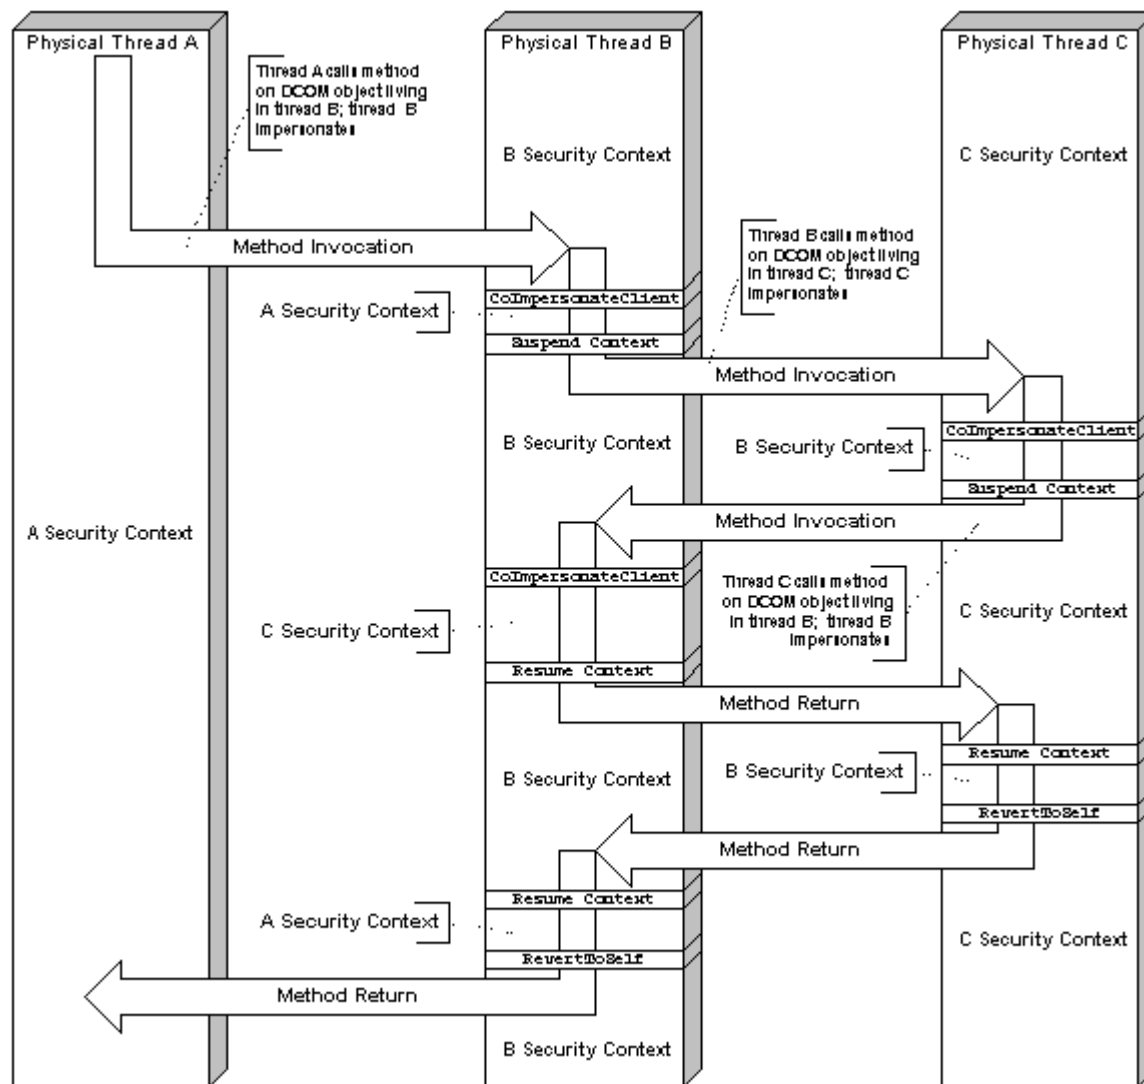 Physical Thread A
Physical Thread B
Physical Thread C
Thread A calls method
on DCOM object living
in thread B; thread B
impersonates
B Security Context
C Security Context
Method Invocation
Thread B calls method
on DCOM object living
in thread C; thread C
impersonates
CoImpersonateClient
A Security Context
Suspend Context
Method Invocation
CoImpersonateClient
B Security Context
B Security Context
Suspend Context
Method Invocation
A Security Context
CoImpersonateClient
Thread C calls method
on DCOM object living
in thread B; thread B
impersonates
C Security Context
C Security Context
Resume Context
Method Return
Resume Context
B Security Context
B Security Context
RevertToSelf
Method Return
Resume Context
A Security Context
C Security Context
RevertToSelf
Method Return
B Security Context